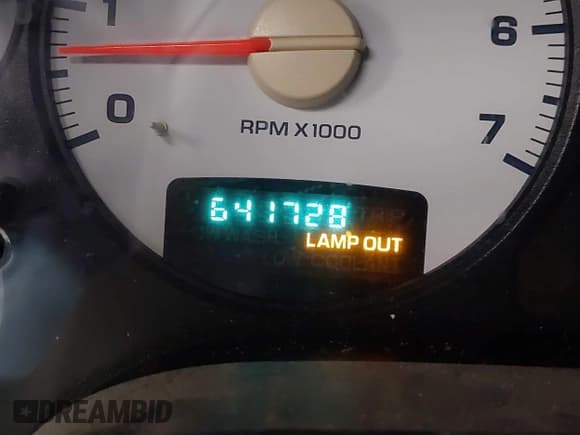 1
6
0
7
RPM X1000
641728
LAMP OUT
DREAMBID